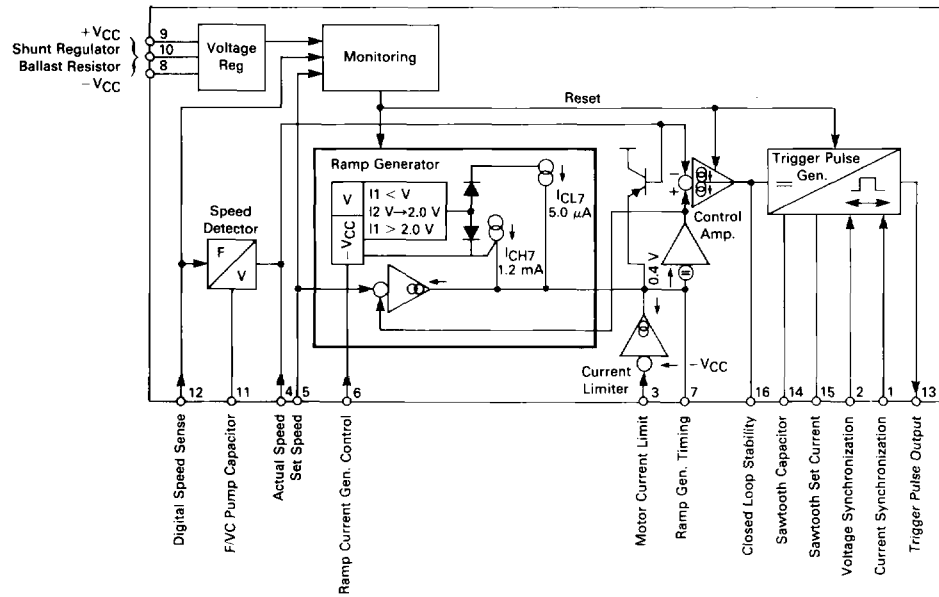 +VCC
9
Shunt Regulator
10
Ballast Resistor
8
−VCC
Voltage
Reg
Monitoring
Reset
Ramp Generator
V
I1 < V
I2 V→2.0 V
I1 > 2.0 V
− VCC
ICL7
5.0 µA
ICH7
1.2 mA
+
−
0.4 V
=
Control
Amp.
Trigger Pulse
Gen.
=
Speed
Detector
F
V
Current
Limiter
−VCC
12
11
4
5
6
3
7
16
14
15
2
1
13
Digital Speed Sense
F/VC Pump Capacitor
Actual Speed
Set Speed
Ramp Current Gen. Control
Motor Current Limit
Ramp Gen. Timing
Closed Loop Stability
Sawtooth Capacitor
Sawtooth Set Current
Voltage Synchronization
Current Synchronization
Trigger Pulse Output